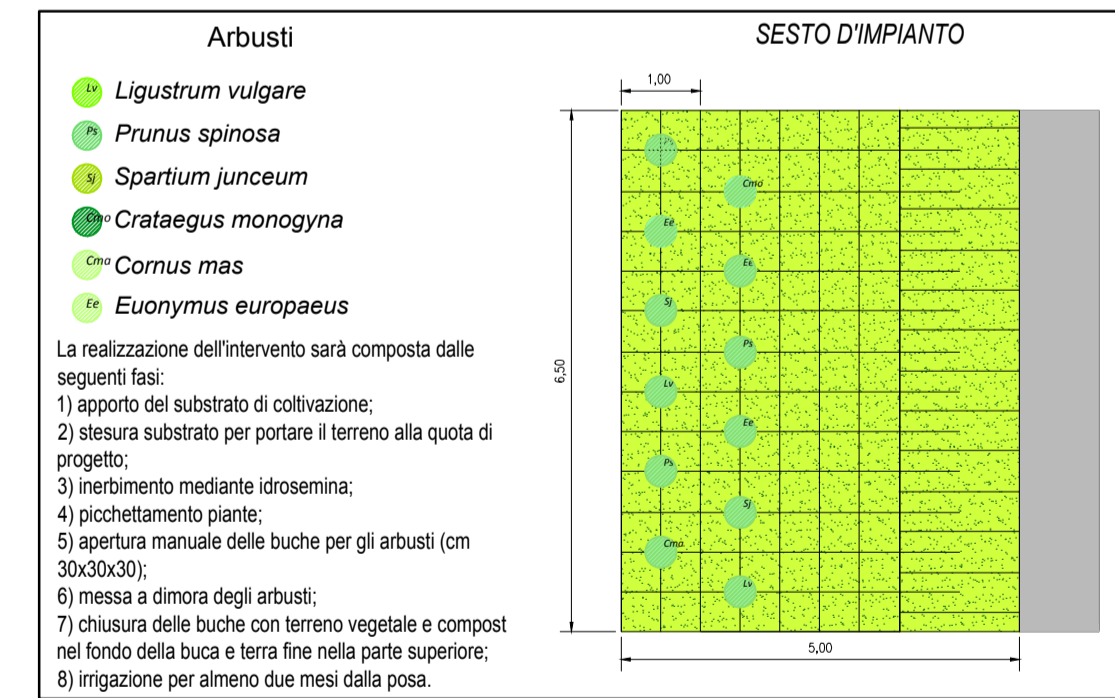 Arbusti
Lv Ligustrum vulgare
Ps Prunus spinosa
Sj Spartium junceum
Cmo Crataegus monogyna
Cma Cornus mas
Ee Euonymus europaeus
La realizzazione dell'intervento sarà composta dalle
seguenti fasi:
1) apporto del substrato di coltivazione;
2) stesura substrato per portare il terreno alla quota di
progetto;
3) inerbimento mediante idrosemina;
4) picchettamento piante;
5) apertura manuale delle buche per gli arbusti (cm
30x30x30);
6) messa a dimora degli arbusti;
7) chiusura delle buche con terreno vegetale e compost
nel fondo della buca e terra fine nella parte superiore;
8) irrigazione per almeno due mesi dalla posa.
SESTO D'IMPIANTO
1,00
6,50
Cma
Ee
Ee
Sj
Ps
Lv
Ee
Ps
Sj
Cma
Lv
5,00